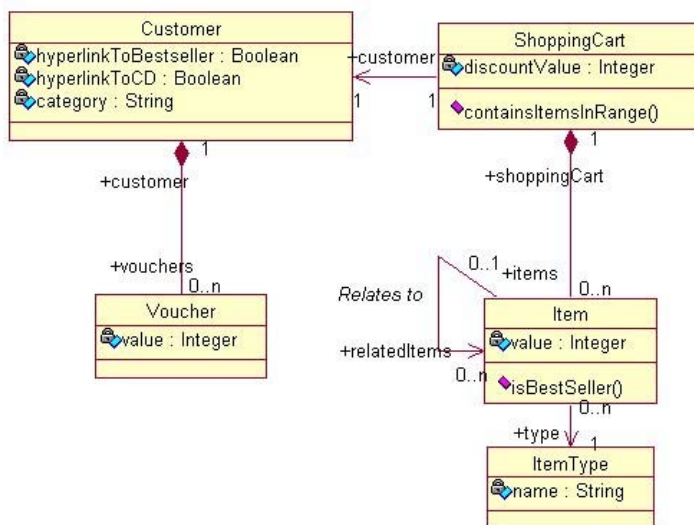 Customer
hyperlinkToBestseller : Boolean
hyperlinkToCD : Boolean
category : String
ShoppingCart
discountValue : Integer
containsItemsInRange()
+customer
1
1
1
+customer
1
+shoppingCart
+vouchers
0..n
Voucher
value : Integer
0..1
+items
0..n
Relates to
+relatedItems
0..n
Item
value : Integer
isBestSeller()
0..n
+type
1
ItemType
name : String